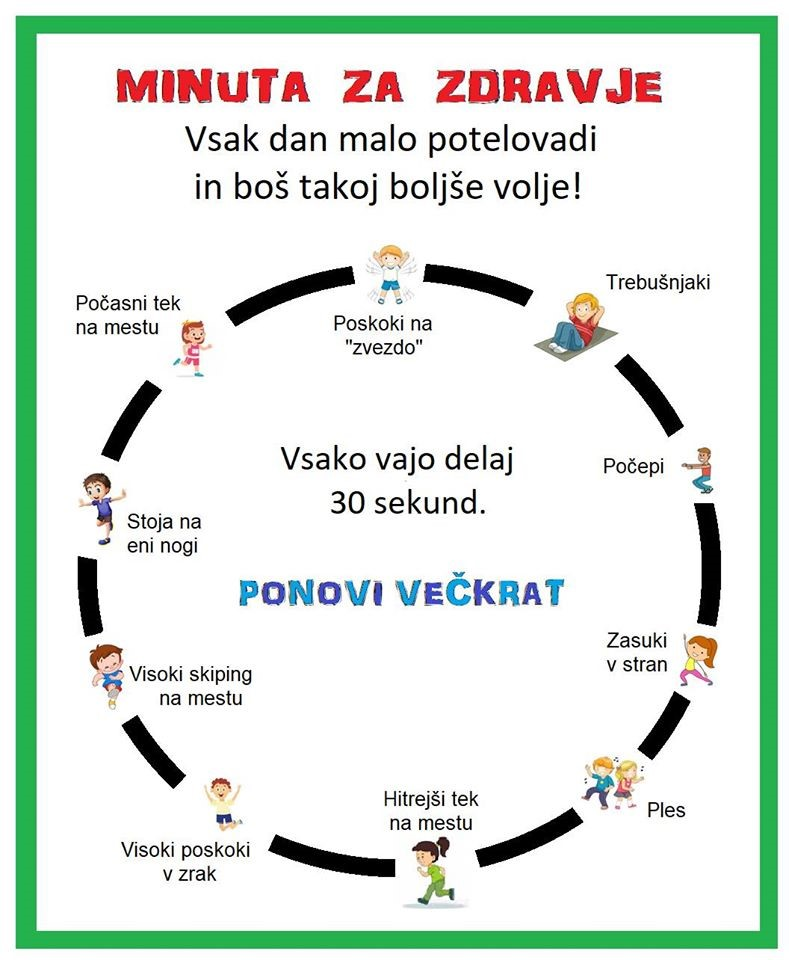 MINUTA ZA ZDRAVJE
Vsak dan malo potelovadi
in boš takoj boljše volje!
Poskoki na
"zvezdo"
Trebušnjaki
Počepi
Zasuki
v stran
Ples
Hitrejši tek
na mestu
Visoki poskoki
v zrak
Visoki skiping
na mestu
Stoja na
eni nogi
Počasni tek
na mestu
Vsako vajo delaj
30 sekund.
PONOVI VEČKRAT